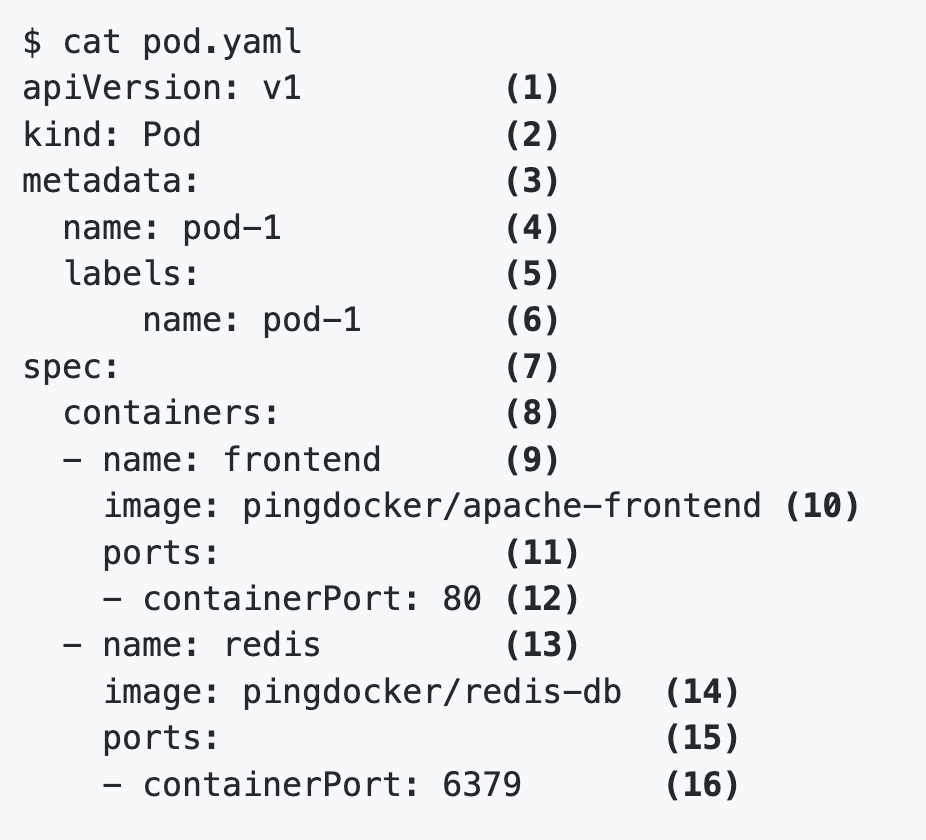 $ cat pod.yaml
apiVersion: v1 (1)
kind: Pod (2)
metadata: (3)
  name: pod-1 (4)
  labels: (5)
      name: pod-1 (6)
spec: (7)
  containers: (8)
  - name: frontend (9)
    image: pingdocker/apache-frontend (10)
    ports: (11)
    - containerPort: 80 (12)
  - name: redis (13)
    image: pingdocker/redis-db (14)
    ports: (15)
    - containerPort: 6379 (16)